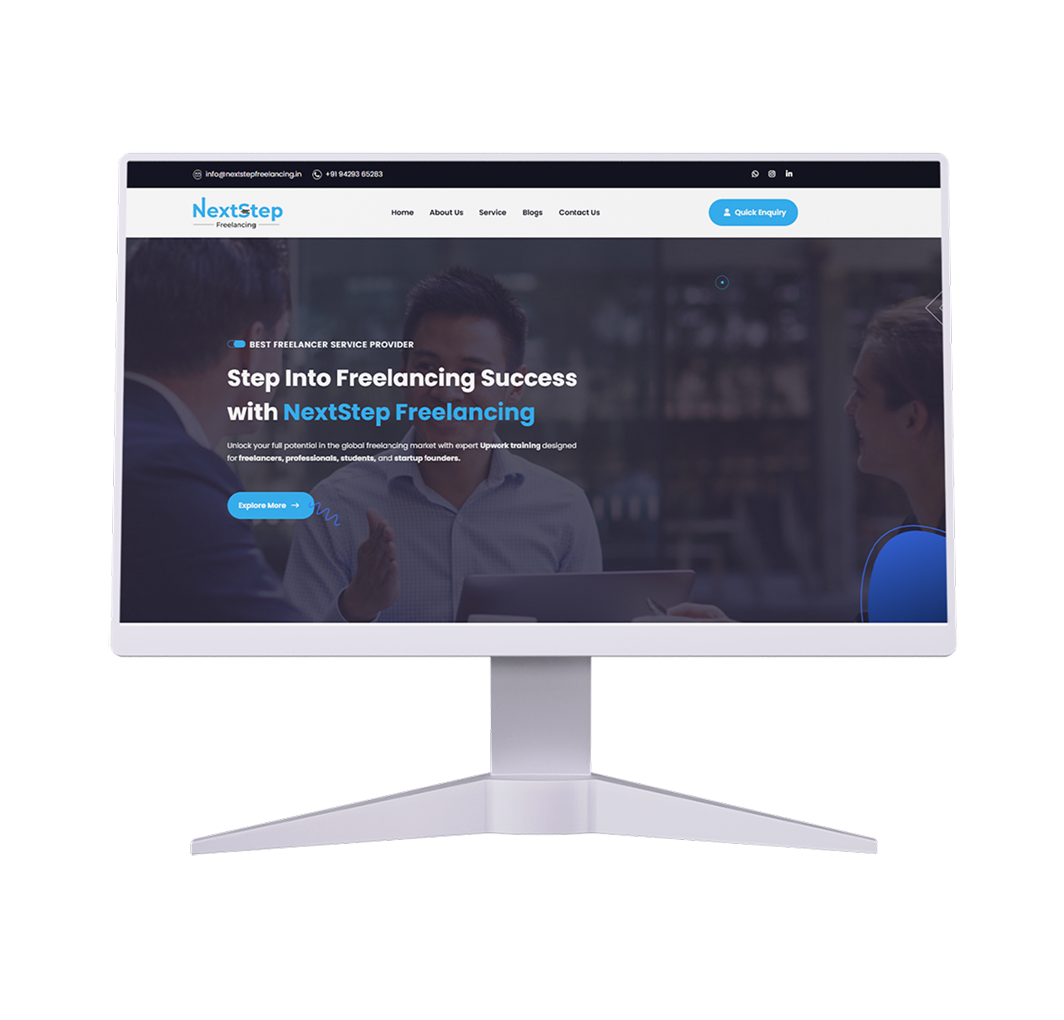 info@nextstepfreelancing.in +91 94293 65283
NextStep
Freelancing
Home About Us Service Blogs Contact Us
Quick Enquiry
BEST FREELANCER SERVICE PROVIDER
Step Into Freelancing Success
with NextStep Freelancing
Unlock your full potential in the global freelancing market with expert Upwork training designed
for freelancers, professionals, students, and startup founders.
Explore More →